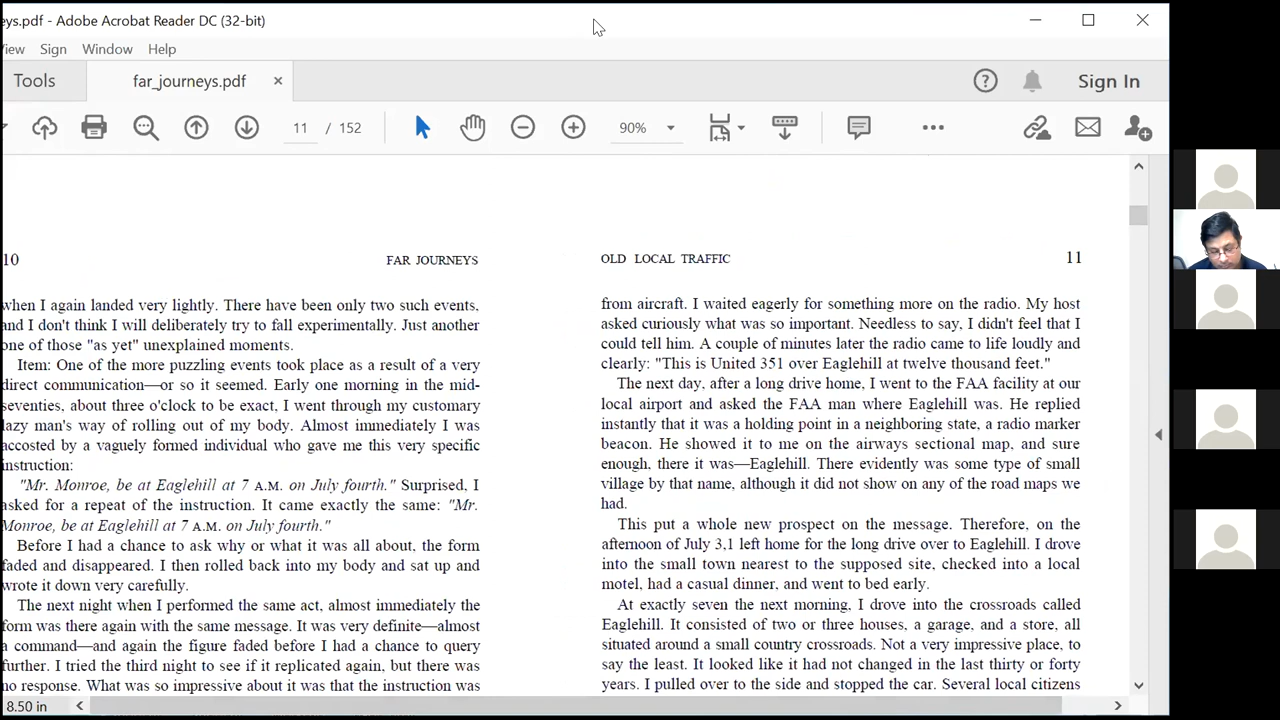 eys.pdf - Adobe Acrobat Reader DC (32-bit)
View Sign Window Help
Tools far_journeys.pdf Sign In
11 / 152 90%
10 FAR JOURNEYS
when I again landed very lightly. There have been only two such events,
and I don't think I will deliberately try to fall experimentally. Just another
one of those "as yet" unexplained moments.
Item: One of the more puzzling events took place as a result of a very
direct communication—or so it seemed. Early one morning in the mid-
seventies, about three o'clock to be exact, I went through my customary
lazy man's way of rolling out of my body. Almost immediately I was
accosted by a vaguely formed individual who gave me this very specific
instruction:
"Mr. Monroe, be at Eaglehill at 7 A.M. on July fourth." Surprised, I
asked for a repeat of the instruction. It came exactly the same: "Mr.
Monroe, be at Eaglehill at 7 A.M. on July fourth."
Before I had a chance to ask why or what it was all about, the form
faded and disappeared. I then rolled back into my body and sat up and
wrote it down very carefully.
The next night when I performed the same act, almost immediately the
form was there again with the same message. It was very definite—almost
a command—and again the figure faded before I had a chance to query
further. I tried the third night to see if it replicated again, but there was
no response. What was so impressive about it was that the instruction was
OLD LOCAL TRAFFIC 11
from aircraft. I waited eagerly for something more on the radio. My host
asked curiously what was so important. Needless to say, I didn't feel that I
could tell him. A couple of minutes later the radio came to life loudly and
clearly: "This is United 351 over Eaglehill at twelve thousand feet."
The next day, after a long drive home, I went to the FAA facility at our
local airport and asked the FAA man where Eaglehill was. He replied
instantly that it was a holding point in a neighboring state, a radio marker
beacon. He showed it to me on the airways sectional map, and sure
enough, there it was—Eaglehill. There evidently was some type of small
village by that name, although it did not show on any of the road maps we
had.
This put a whole new prospect on the message. Therefore, on the
afternoon of July 3,1 left home for the long drive over to Eaglehill. I drove
into the small town nearest to the supposed site, checked into a local
motel, had a casual dinner, and went to bed early.
At exactly seven the next morning, I drove into the crossroads called
Eaglehill. It consisted of two or three houses, a garage, and a store, all
situated around a small country crossroads. Not a very impressive place, to
say the least. It looked like it had not changed in the last thirty or forty
years. I pulled over to the side and stopped the car. Several local citizens
8.50 in